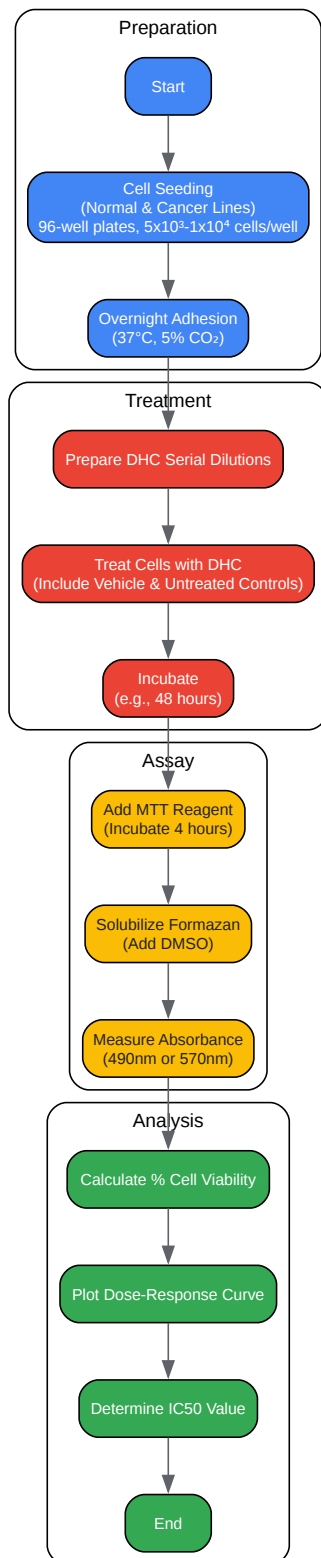 Preparation
Start
Cell Seeding
(Normal & Cancer Lines)
96-well plates, 5x10³-1x10⁴ cells/well
Overnight Adhesion
(37°C, 5% CO₂)
Treatment
Prepare DHC Serial Dilutions
Treat Cells with DHC
(Include Vehicle & Untreated Controls)
Incubate
(e.g., 48 hours)
Assay
Add MTT Reagent
(Incubate 4 hours)
Solubilize Formazan
(Add DMSO)
Measure Absorbance
(490nm or 570nm)
Analysis
Calculate % Cell Viability
Plot Dose-Response Curve
Determine IC50 Value
End